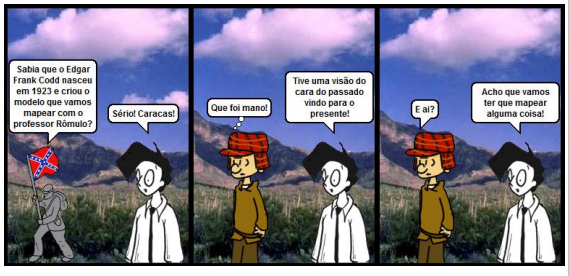 Sabia que o Edgar
Frank Codd nasceu
em 1923 e criou o
modelo que vamos
mapear com o
professor Rômulo?
Sério! Caracas!
Que foi mano!
Tive uma visão do
cara do passado
vindo para o
presente!
E ai?
Acho que vamos
ter que mapear
alguma coisa!